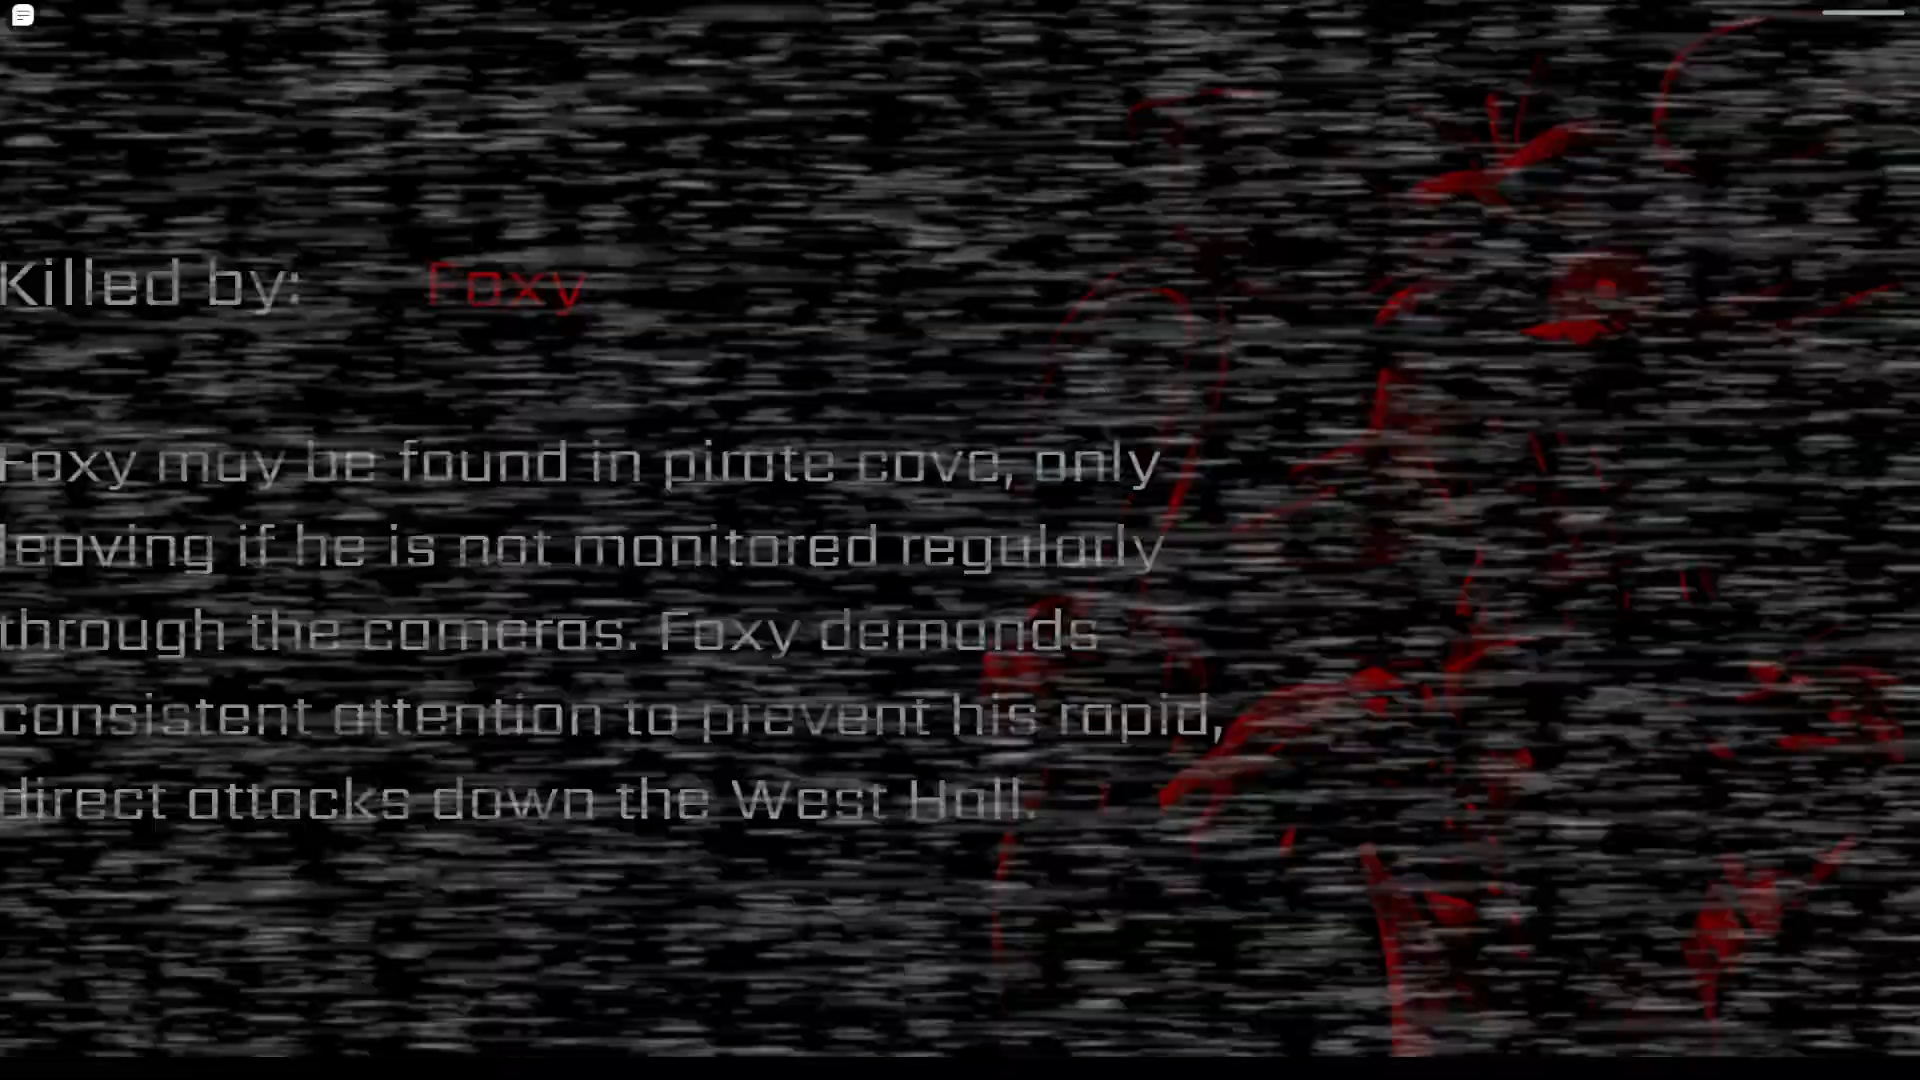 Killed by: Foxy
Foxy may be found in pirate cove, only
leaving if he is not monitored regularly
through the cameras. Foxy demands
consistent attention to prevent his rapid,
direct attacks down the West Hall.